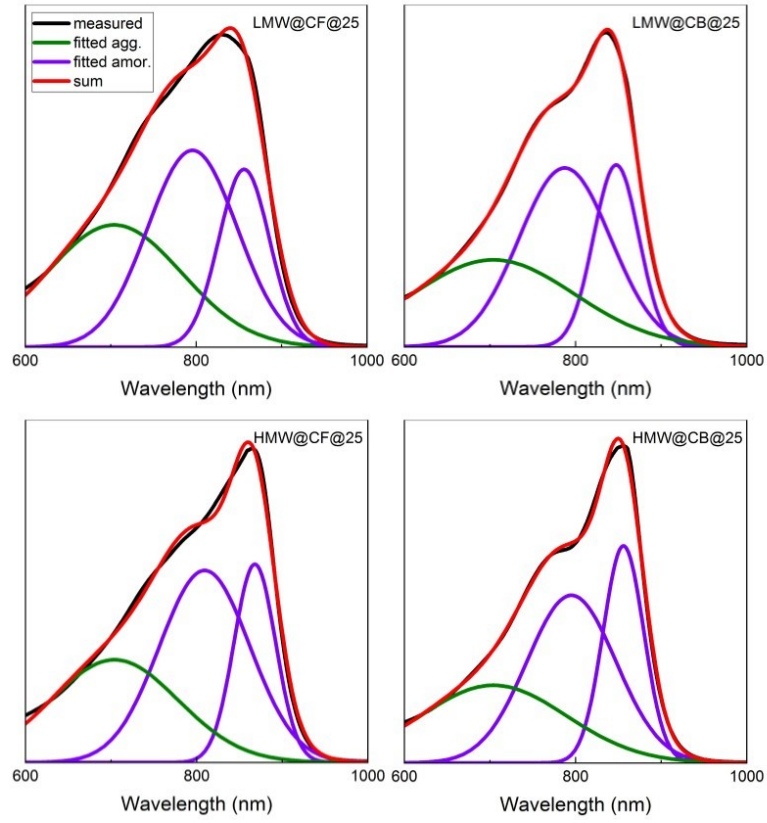 measured
fitted agg.
fitted amor.
sum
LMW@CF@25
600
800
1000
Wavelength (nm)
LMW@CB@25
600
800
1000
Wavelength (nm)
HMW@CF@25
600
800
1000
Wavelength (nm)
HMW@CB@25
600
800
1000
Wavelength (nm)